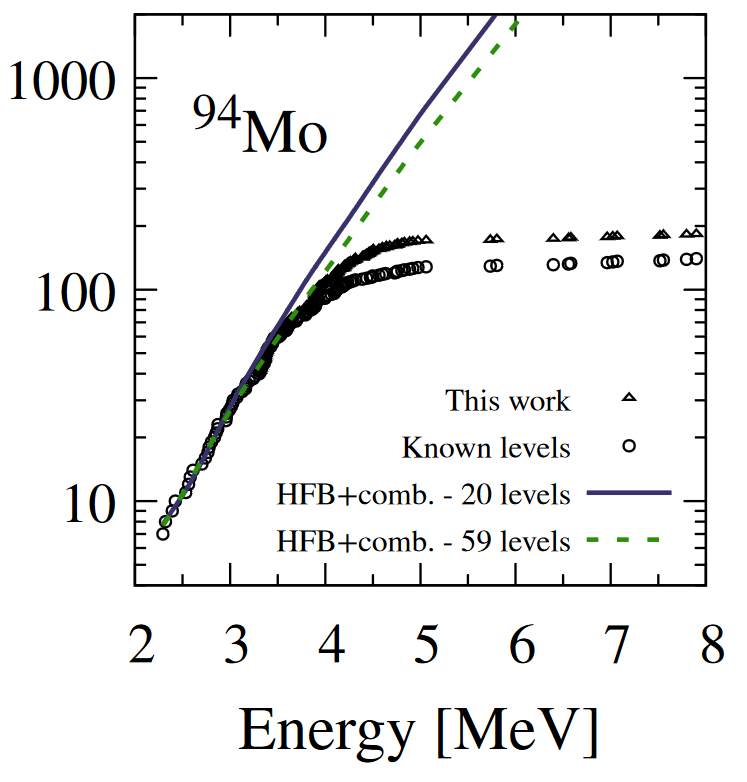 1000
⁹⁴Mo
100
This work
Known levels
HFB+comb. - 20 levels
10
HFB+comb. - 59 levels
2 3 4 5 6 7 8
Energy [MeV]